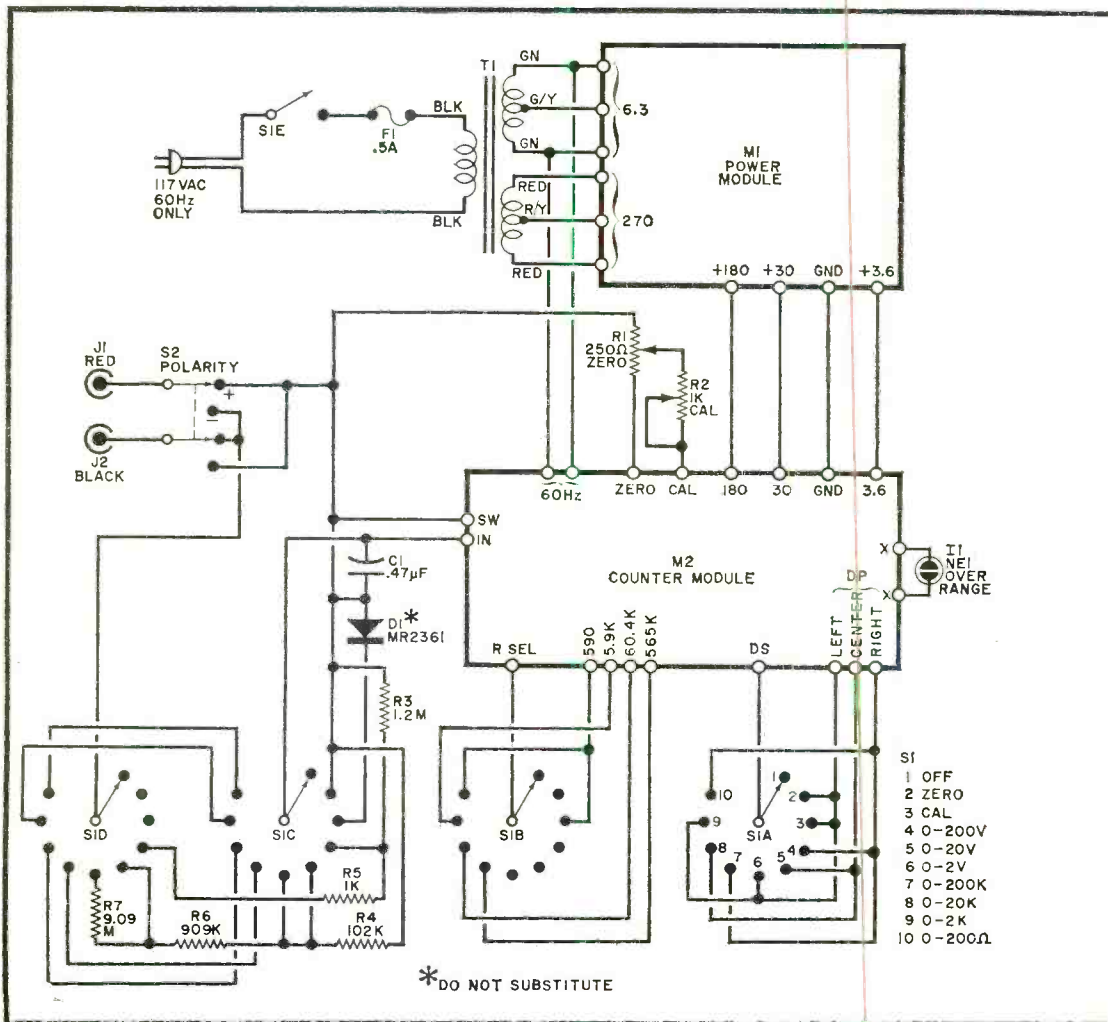 GN
T1
G/Y
BLK
S1E
F1
.5A
GN
6.3
M1
POWER
MODULE
117 VAC
60Hz
ONLY
RED
R/Y
BLK
270
RED
+180 +30 GND +3.6
J1
RED
S2
POLARITY
+
−
J2
BLACK
R1
250Ω
ZERO
R2
1K
CAL
60Hz ZERO CAL 180 30 GND 3.6
SW
IN
C1
.47µF
D1*
MR2361
M2
COUNTER MODULE
X
X
I1
NE1
OVER
RANGE
DP
R SEL 590 5.9K 60.4K 565K DS LEFT CENTER RIGHT
R3
1.2M
S1D
S1C
S1B
S1A
1
2
3
4
5
6
7
8
9
10
R7
9.09
M
R6
909K
R5
1K
R4
102K
S1
1 OFF
2 ZERO
3 CAL
4 0-200V
5 0-20V
6 0-2V
7 0-200K
8 0-20K
9 0-2K
10 0-200Ω
*DO NOT SUBSTITUTE